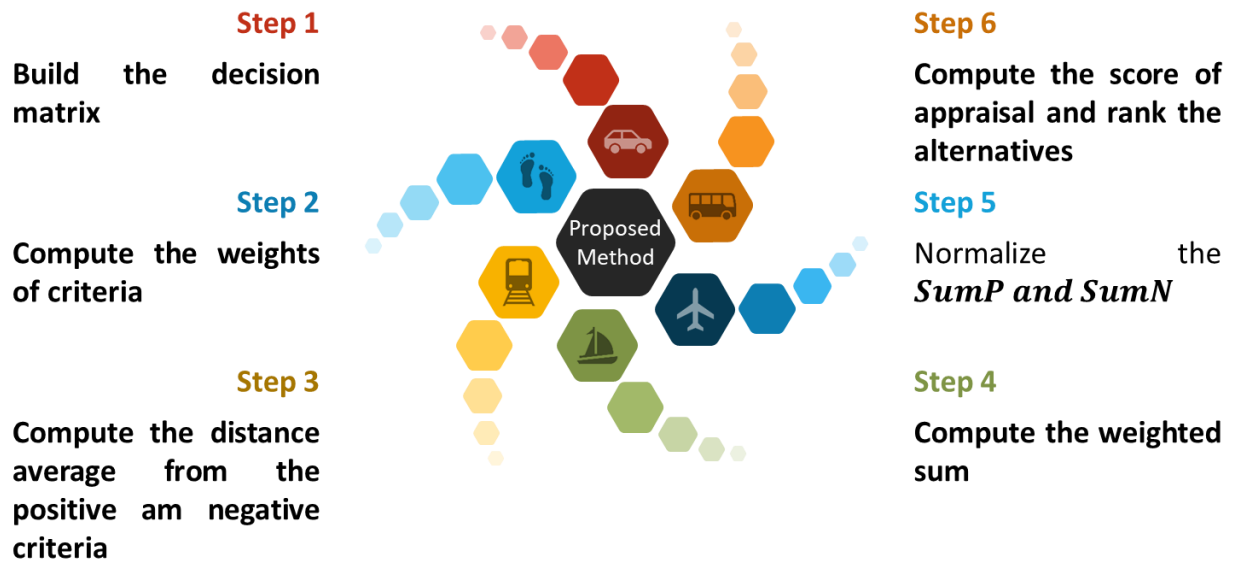 Step 1
Build the decision
matrix
Step 2
Compute the weights
of criteria
Step 3
Compute the distance
average from the
positive am negative
criteria
Proposed
Method
Step 6
Compute the score of
appraisal and rank the
alternatives
Step 5
Normalize the
SumP and SumN
Step 4
Compute the weighted
sum